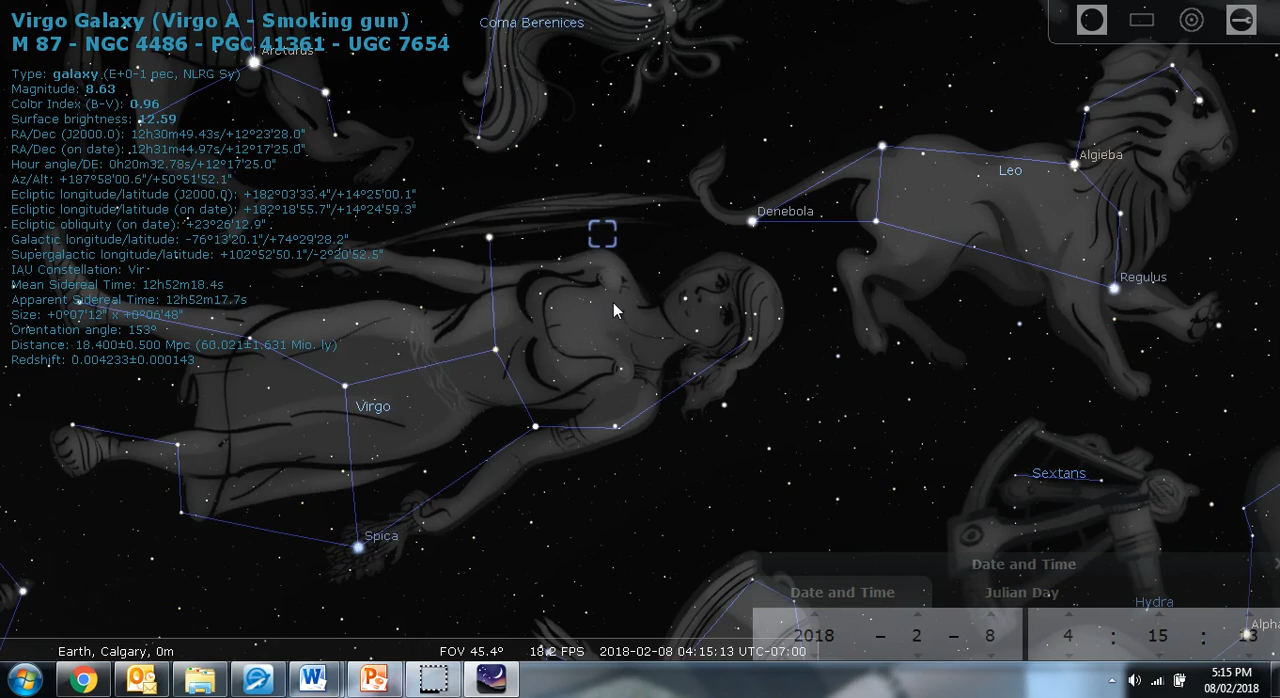 Virgo Galaxy (Virgo A - Smoking gun)
M 87 - NGC 4486 - PGC 41361 - UGC 7654
Coma Berenices
Arcturus
Type: galaxy (E+0-1 pec, NLRG Sy)
Magnitude: 8.63
Color Index (B-V): 0.96
Surface brightness: 12.59
RA/Dec (J2000.0): 12h30m49.43s/+12°23'28.0"
RA/Dec (on date): 12h31m44.97s/+12°17'25.0"
Hour angle/DE: 0h20m32.78s/+12°17'25.0"
Az/Alt: +187°58'00.6"/+50°51'52.1"
Ecliptic longitude/latitude (J2000.0): +182°03'33.4"/+14°25'00.1"
Ecliptic longitude/latitude (on date): +182°18'55.7"/+14°24'59.3"
Ecliptic obliquity (on date): +23°26'12.9"
Galactic longitude/latitude: -76°13'20.1"/+74°29'28.2"
Supergalactic longitude/latitude: +102°52'50.1"/-2°20'52.5"
IAU Constellation: Vir
Mean Sidereal Time: 12h52m18.4s
Apparent Sidereal Time: 12h52m17.7s
Size: +0°07'12" x +0°06'48"
Orientation angle: 153°
Distance: 18.400±0.500 Mpc (60.021±1.631 Mio. ly)
Redshift: 0.004233±0.000143
Algieba
Leo
Denebola
Regulus
Virgo
Sextans
Spica
Date and Time
Date and Time
Julian Day
Hydra
Alpha
2018 - 2 - 8
4 : 15 : 13
Earth, Calgary, 0m
FOV 45.4°
18.2 FPS
2018-02-08 04:15:13 UTC-07:00
5:15 PM
08/02/2018